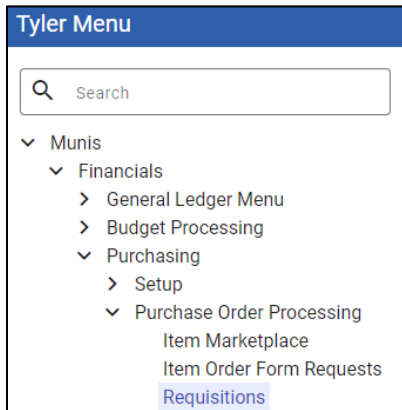 Tyler Menu
Search
Munis
Financials
General Ledger Menu
Budget Processing
Purchasing
Setup
Purchase Order Processing
Item Marketplace
Item Order Form Requests
Requisitions